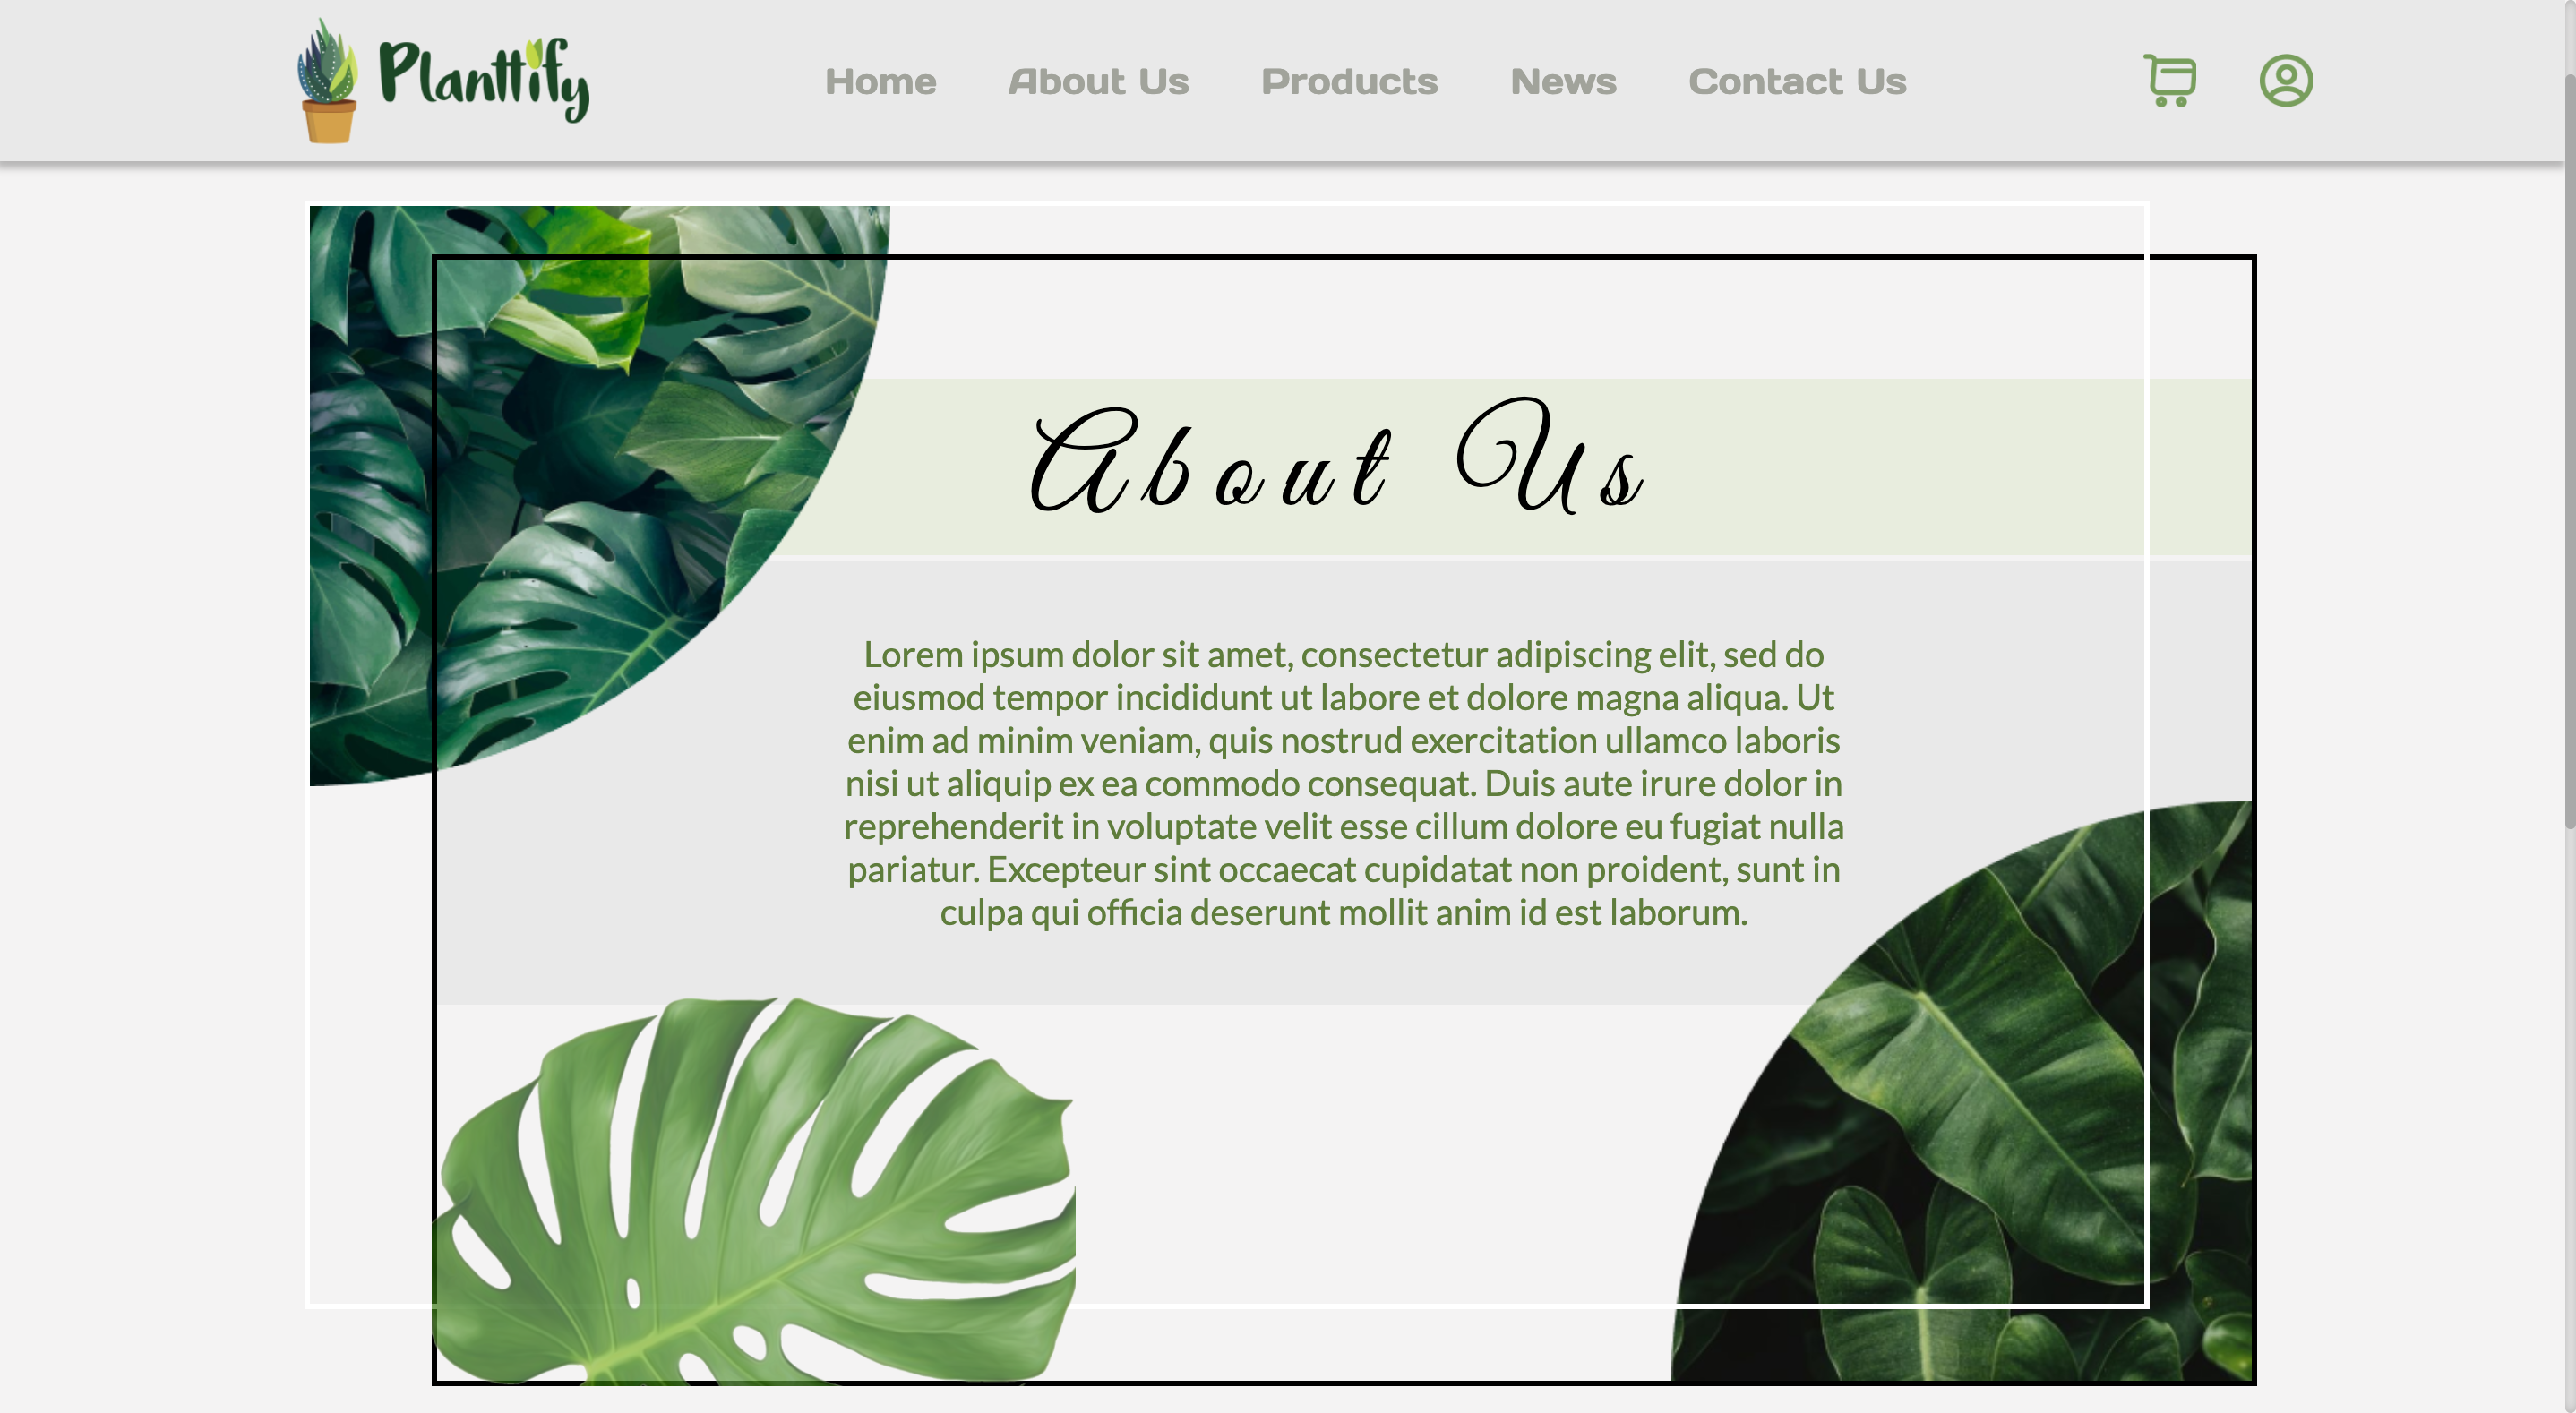 Planttify
Home About Us Products News Contact Us
About Us
Lorem ipsum dolor sit amet, consectetur adipiscing elit, sed do
eiusmod tempor incididunt ut labore et dolore magna aliqua. Ut
enim ad minim veniam, quis nostrud exercitation ullamco laboris
nisi ut aliquip ex ea commodo consequat. Duis aute irure dolor in
reprehenderit in voluptate velit esse cillum dolore eu fugiat nulla
pariatur. Excepteur sint occaecat cupidatat non proident, sunt in
culpa qui officia deserunt mollit anim id est laborum.